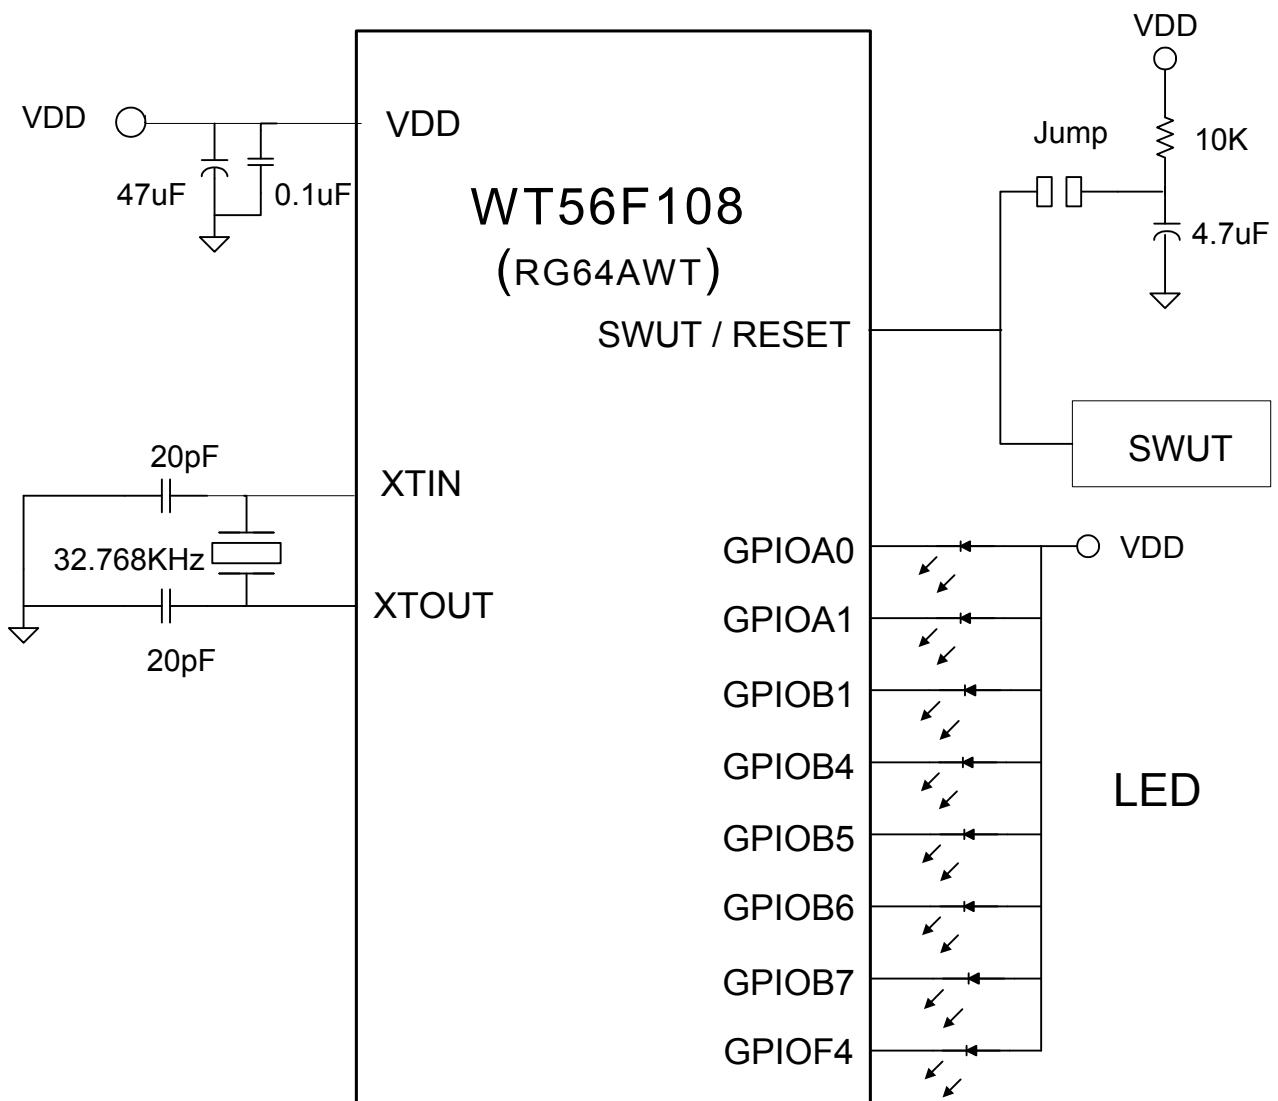 VDD
VDD
VDD
Jump
10K
47uF
0.1uF
WT56F108
4.7uF
(RG64AWT)
SWUT / RESET
20pF
SWUT
XTIN
32.768KHz
GPIOA0
VDD
XTOUT
GPIOA1
20pF
GPIOB1
GPIOB4
LED
GPIOB5
GPIOB6
GPIOB7
GPIOF4